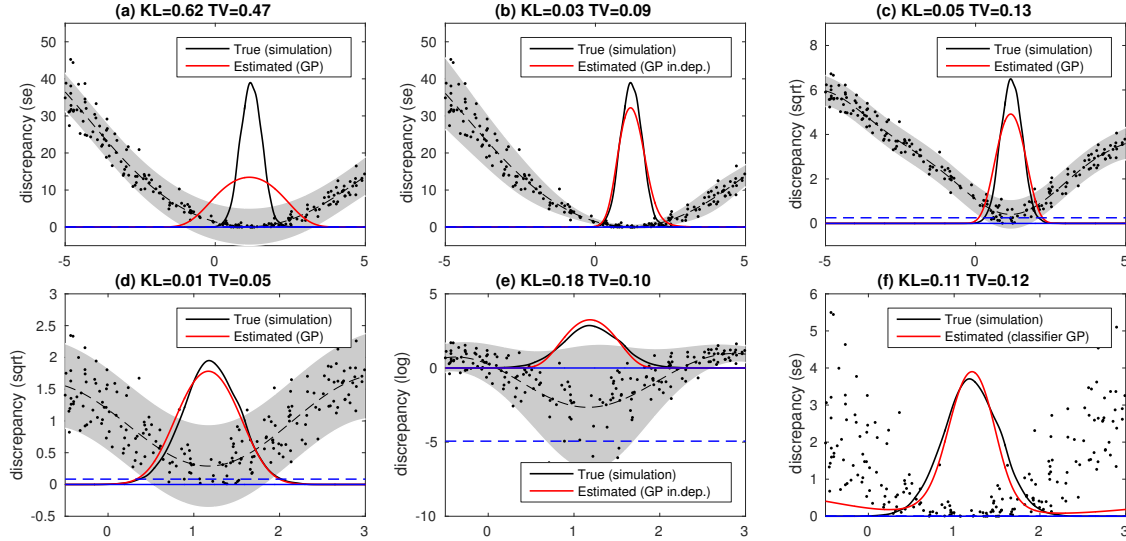 (a) KL=0.62 TV=0.47
(b) KL=0.03 TV=0.09
(c) KL=0.05 TV=0.13
discrepancy (se)
50
40
30
20
10
0
-5
0
5
True (simulation)
Estimated (GP)
discrepancy (se)
50
40
30
20
10
0
-5
0
5
True (simulation)
Estimated (GP in.dep.)
discrepancy (sqrt)
8
6
4
2
0
-5
0
5
True (simulation)
Estimated (GP)
(d) KL=0.01 TV=0.05
(e) KL=0.18 TV=0.10
(f) KL=0.11 TV=0.12
discrepancy (sqrt)
2.5
2
1.5
1
0.5
0
-0.5
0
1
2
3
True (simulation)
Estimated (GP)
discrepancy (log)
5
0
-5
-10
0
1
2
3
True (simulation)
Estimated (GP in.dep.)
discrepancy (se)
6
5
4
3
2
1
0
0
1
2
3
True (simulation)
Estimated (classifier GP)